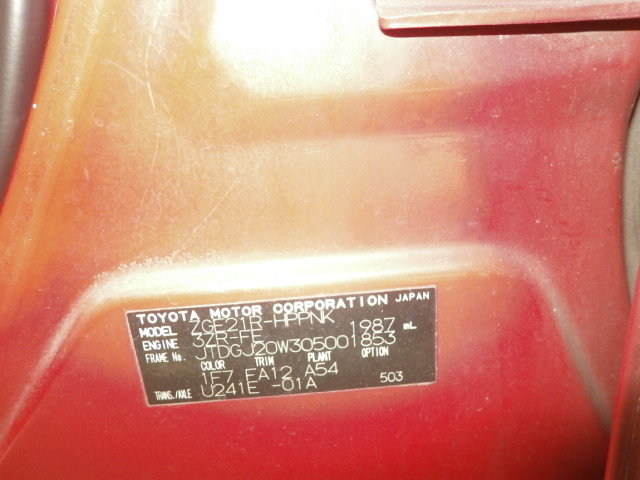 TOYOTA MOTOR CORPORATION JAPAN
MODEL ZGE21R-HPPNK
ENGINE 3ZR-FE 1987 mL
FRAME No. JTDGJ20W305001853
COLOR TRIM PLANT OPTION
1F7 FA12 A54 503
TRANS./AXLE U241E -01A